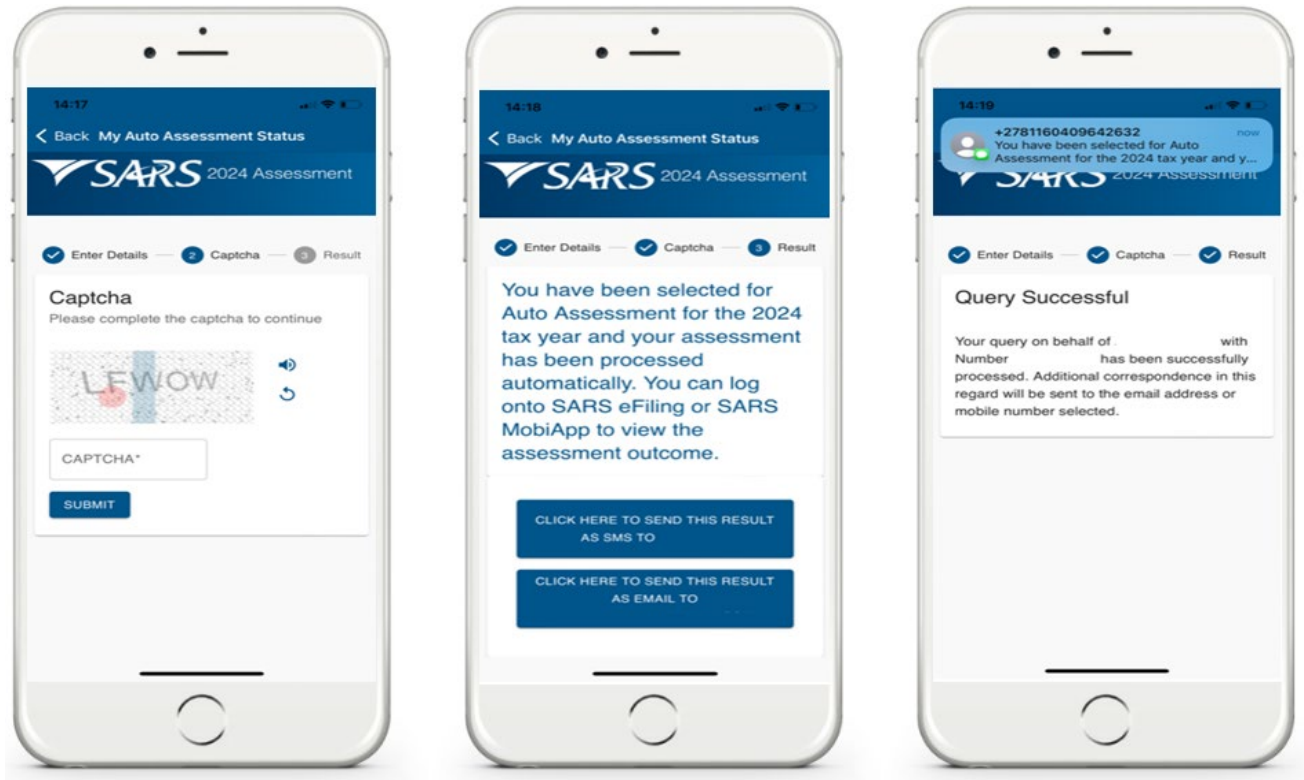 14:17
Back My Auto Assessment Status
SARS 2024 Assessment
Enter Details
2 Captcha
3 Result
Captcha
Please complete the captcha to continue
LEWOW
CAPTCHA*
SUBMIT
14:18
Back My Auto Assessment Status
SARS 2024 Assessment
Enter Details
Captcha
3 Result
You have been selected for
Auto Assessment for the 2024
tax year and your assessment
has been processed
automatically. You can log
onto SARS eFiling or SARS
MobiApp to view the
assessment outcome.
CLICK HERE TO SEND THIS RESULT
AS SMS TO
CLICK HERE TO SEND THIS RESULT
AS EMAIL TO
14:19
+2781160409642632 now
You have been selected for Auto
Assessment for the 2024 tax year and y...
SARS 2024 Assessment
Enter Details
Captcha
Result
Query Successful
Your query on behalf of with
Number has been successfully
processed. Additional correspondence in this
regard will be sent to the email address or
mobile number selected.